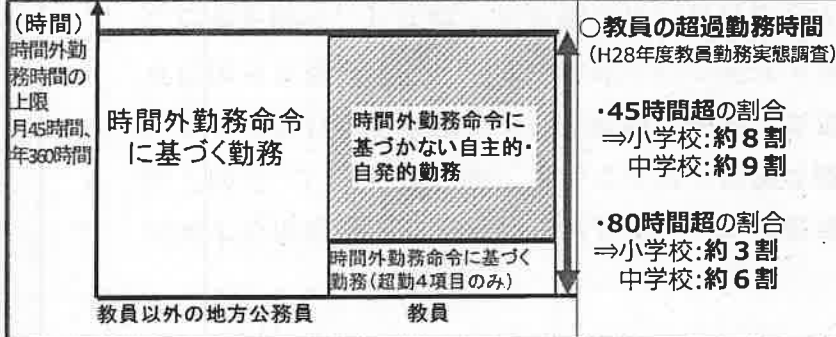 (時間)
時間外勤
務時間の
上限
月45時間、
年360時間
時間外勤務命令
に基づく勤務
時間外勤務命令に
基づかない自主的・
自発的勤務
時間外勤務命令に基づく
勤務(超勤4項目のみ)
教員以外の地方公務員
教員
○教員の超過勤務時間
(H28年度教員勤務実態調査)
・45時間超の割合
⇒小学校:約8割
中学校:約9割
・80時間超の割合
⇒小学校:約3割
中学校:約6割